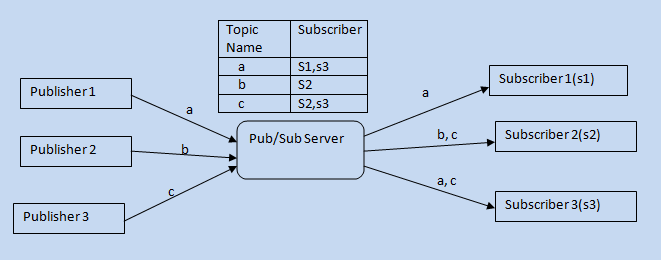 Topic Name Subscriber
a S1,s3
b S2
c S2,s3
Publisher 1
Publisher 2
Publisher 3
a
b
c
Pub/Sub Server
a
b, c
a, c
Subscriber 1(s1)
Subscriber 2(s2)
Subscriber 3(s3)